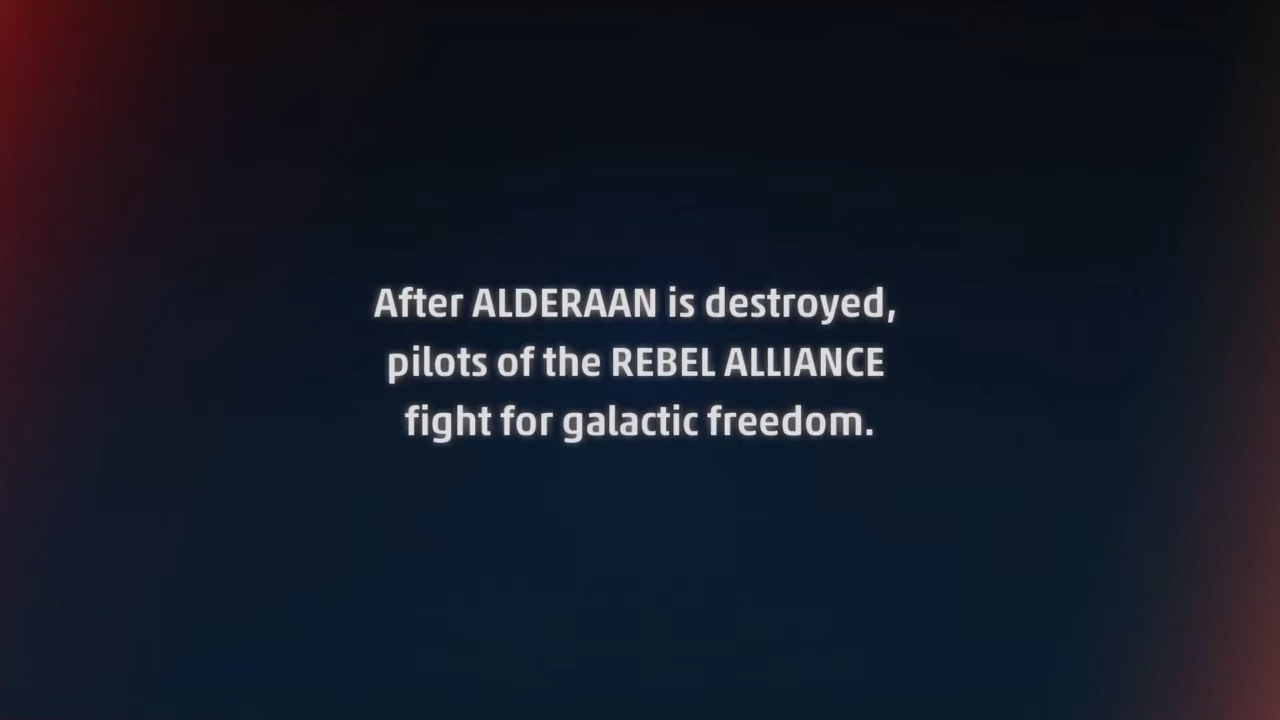 After ALDERAAN is destroyed,
pilots of the REBEL ALLIANCE
fight for galactic freedom.